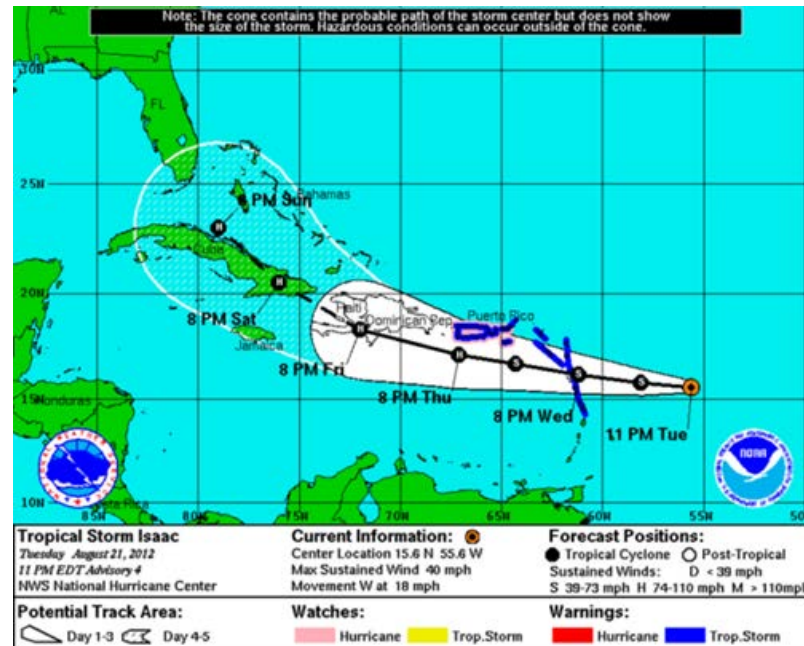 Note: The cone contains the probable path of the storm center but does not show
the size of the storm. Hazardous conditions can occur outside of the cone.
AL
30N
FL
25N
Bahamas
PM Sun
Cuba
20N
8 PM Sat
Haiti
Dominican Rep
Puerto Rico
Jamaica
8 PM Fri
8 PM Thu
8 PM Wed
11 PM Tue
15N
Honduras
NOAA
Costa Rica
10N
85W
80W
75W
70W
65W
60W
55W
H
H
H
H
S
S
S
Tropical Storm Isaac
Tuesday August 21, 2012
11 PM EDT Advisory 4
NWS National Hurricane Center
Current Information:
Center Location 15.6 N 55.6 W
Max Sustained Wind 40 mph
Movement W at 18 mph
Forecast Positions:
Tropical Cyclone Post-Tropical
Sustained Winds: D < 39 mph
S 39-73 mph H 74-110 mph M > 110mph
Potential Track Area:
Day 1-3 Day 4-5
Watches:
Hurricane Trop.Storm
Warnings:
Hurricane Trop.Storm